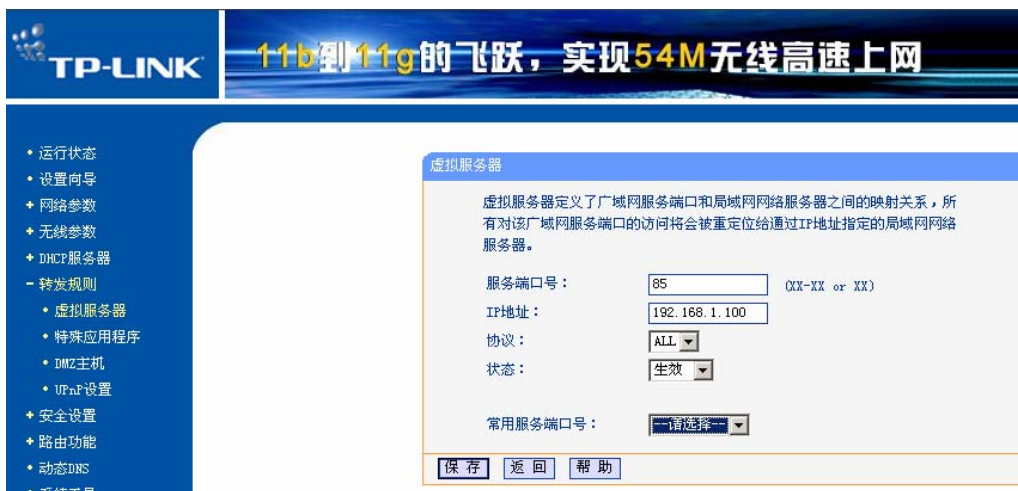 TP-LINK
11b到11g的飞跃，实现54M无线高速上网
• 运行状态
• 设置向导
+ 网络参数
+ 无线参数
+ DHCP服务器
- 转发规则
• 虚拟服务器
• 特殊应用程序
• DMZ主机
• UPnP设置
+ 安全设置
+ 路由功能
• 动态DNS
虚拟服务器
虚拟服务器定义了广域网服务端口和局域网网络服务器之间的映射关系，所
有对该广域网服务端口的访问将会被重定位给通过IP地址指定的局域网网络
服务器。
服务端口号： 85 (XX-XX or XX)
IP地址： 192.168.1.100
协议： ALL
状态： 生效
常用服务端口号： --请选择--
保 存 返 回 帮 助